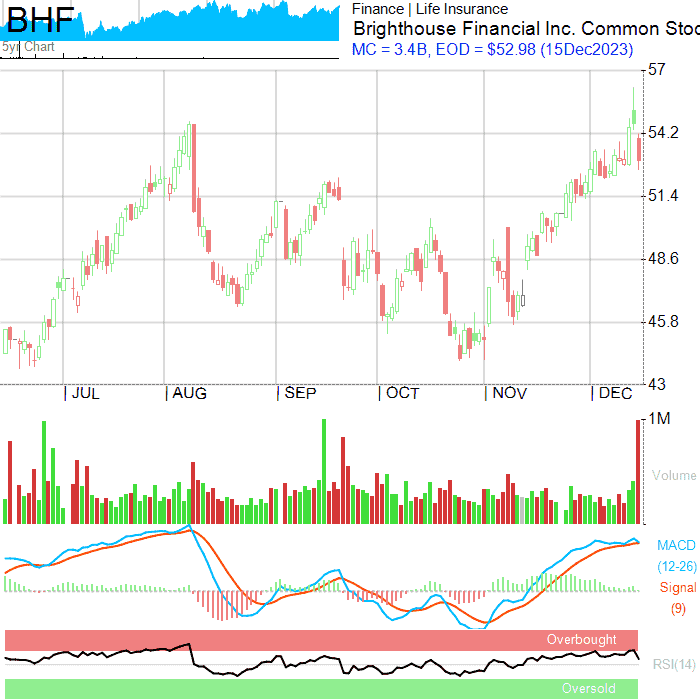 BHF
5yr Chart
Finance | Life Insurance
Brighthouse Financial Inc. Common Stoc
MC = 3.4B, EOD = $52.98 (15Dec2023)
57
54.2
51.4
48.6
45.8
43
| JUL | AUG | SEP | OCT | NOV | DEC
1M
Volume
MACD
(12-26)
Signal
(9)
Overbought
RSI(14)
Oversold